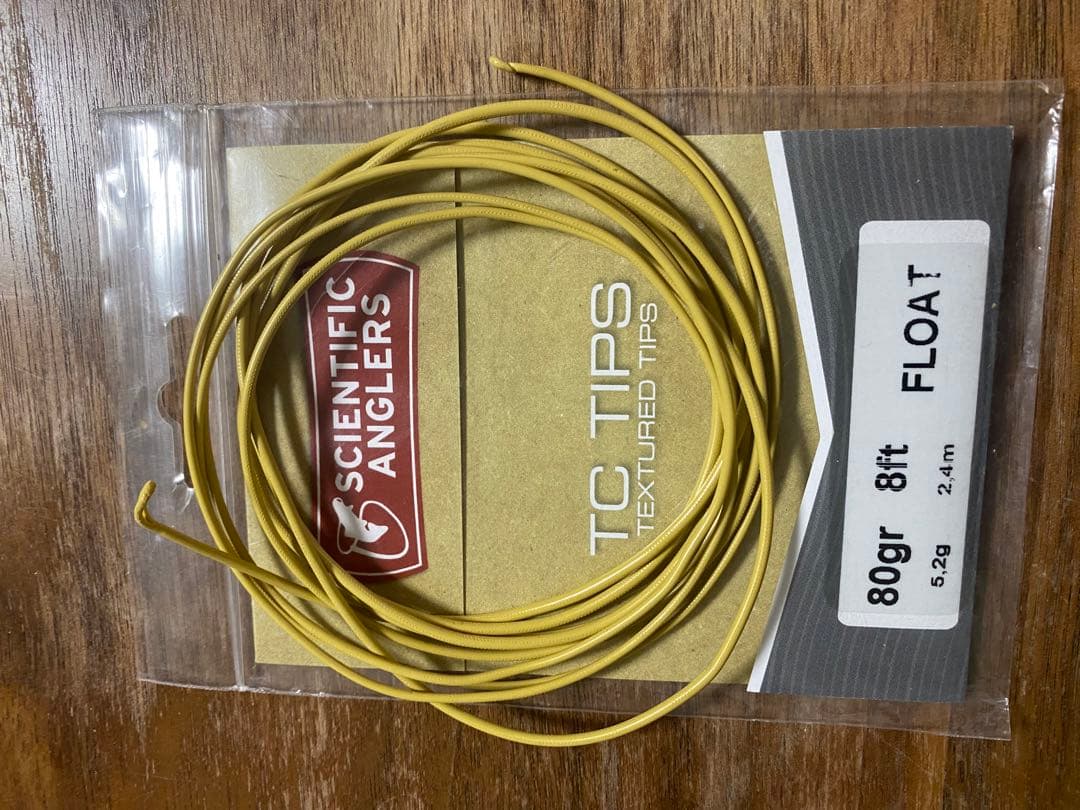 SCIENTIFIC
ANGLERS
TC TIPS
TEXTURED TIPS
80gr 8ft FLOAT
5,2g 2,4m